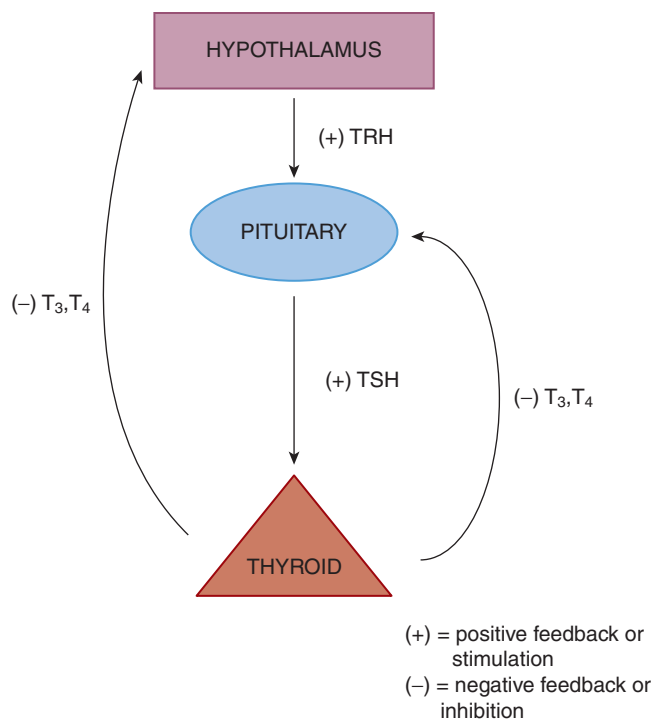 HYPOTHALAMUS
(+) TRH
PITUITARY
(–) T₃,T₄
(+) TSH
(–) T₃,T₄
THYROID
(+) = positive feedback or
stimulation
(–) = negative feedback or
inhibition